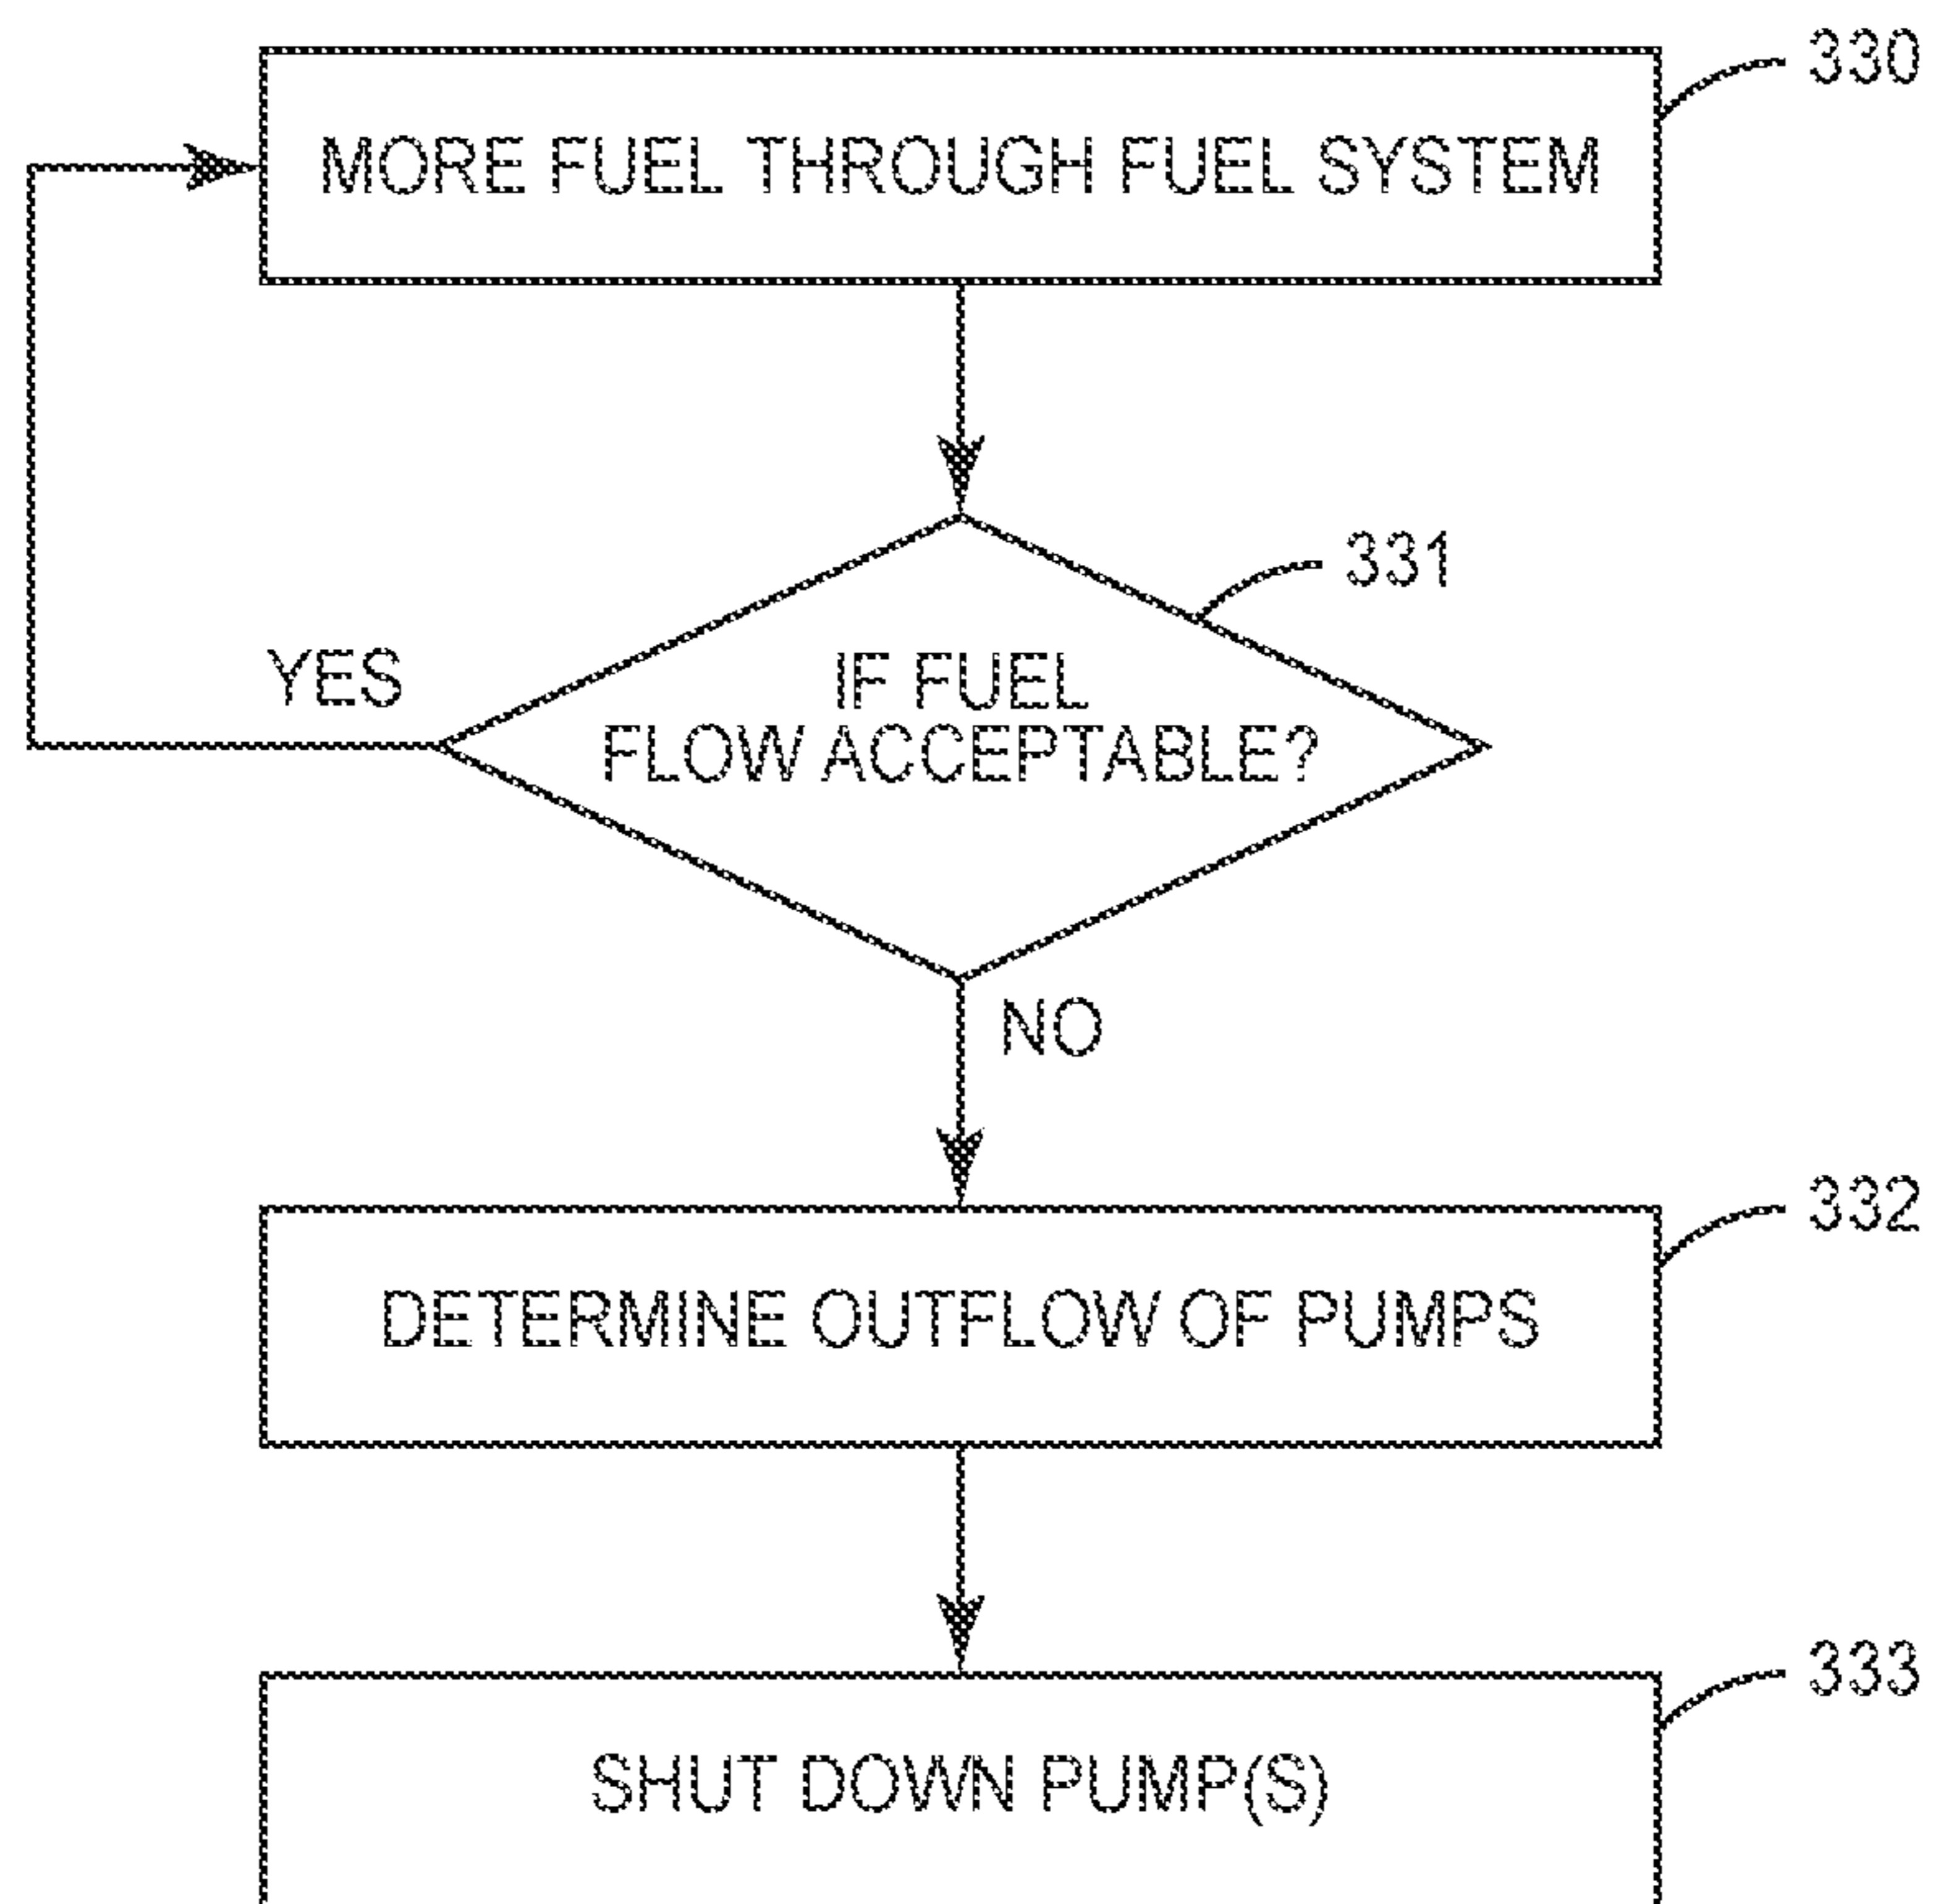 330
MORE FUEL THROUGH FUEL SYSTEM
331
IF FUEL
FLOW ACCEPTABLE?
YES
NO
332
DETERMINE OUTFLOW OF PUMPS
333
SHUT DOWN PUMP(S)